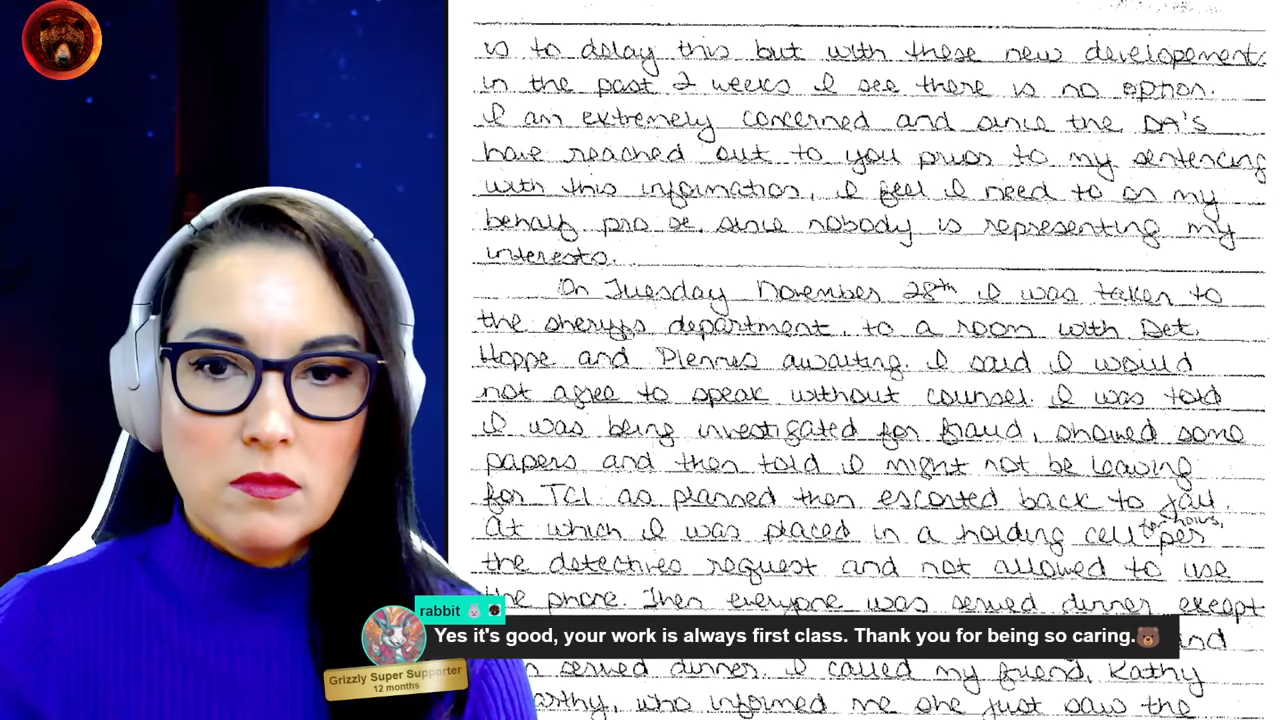 is to delay this but with these new developements
in the past 2 weeks I see there is no option.
I am extremely concerned and since the DA's
have reached out to you prior to my sentencing
with this information, I feel I need to on my
behalf pro se, since nobody is representing my
interests.
On Tuesday November 28th I was taken to
the sheriffs department, to a room with Det.
Hoppe and Plennes awaiting. I said I would
not agree to speak without counsel. I was told
I was being investigated for fraud, showed some
papers and then told I might not be leaving
for TCI as planned then escorted back to jail.
At which I was placed in a holding cell for hours, per
the detectives request and not allowed to use
the phone. Then everyone was served dinner except
rabbit
Yes it's good, your work is always first class. Thank you for being so caring.
Grizzly Super Supporter
12 months
and
served dinner. I called my friend, Kathy
who informed me she just saw the